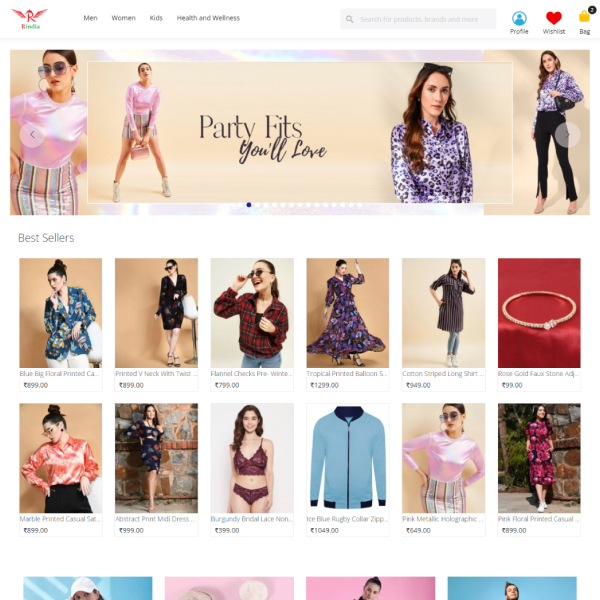 R
RIndia
Men Women Kids Health and Wellness
Search for products, Brands and more
Profile Wishlist 2 Bag
Party Fits
You'll Love
Best Sellers
Blue Big Floral Printed Ca... Printed V Neck With Twist ... Flannel Checks Pre- Winte... Tropical Printed Balloon S... Cotton Striped Long Shirt ... Rose Gold Faux Stone Adj...
₹899.00 ₹899.00 ₹799.00 ₹1299.00 ₹949.00 ₹99.00
Marble Printed Casual Sat... Abstract Print Midi Dress ... Burgundy Bridal Lace Non... Ice Blue Rugby Collar Zipp... Pink Metallic Holographic ... Pink Floral Printed Casual ...
₹899.00 ₹999.00 ₹399.00 ₹1049.00 ₹649.00 ₹899.00